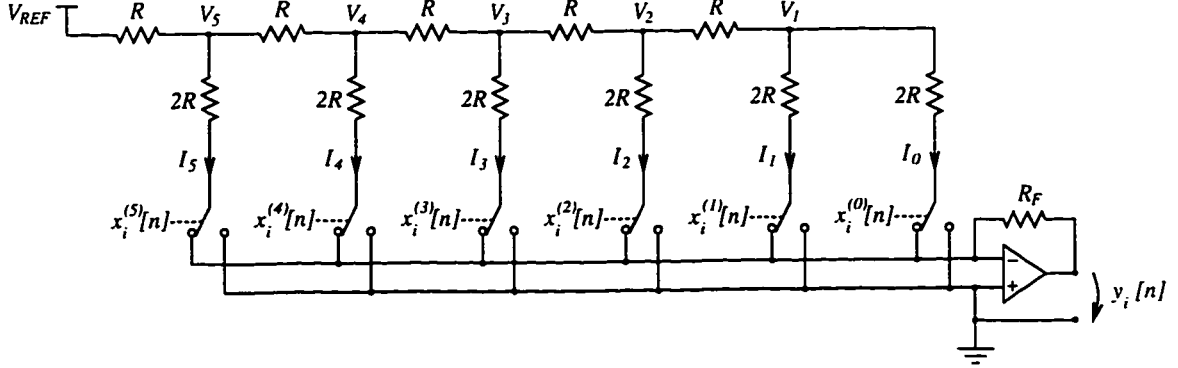 V_REF R V_5 R V_4 R V_3 R V_2 R V_1
2R 2R 2R 2R 2R 2R
I_5 I_4 I_3 I_2 I_1 I_0
x_i^(5)[n] x_i^(4)[n] x_i^(3)[n] x_i^(2)[n] x_i^(1)[n] x_i^(0)[n] R_F
−
+
y_i[n]